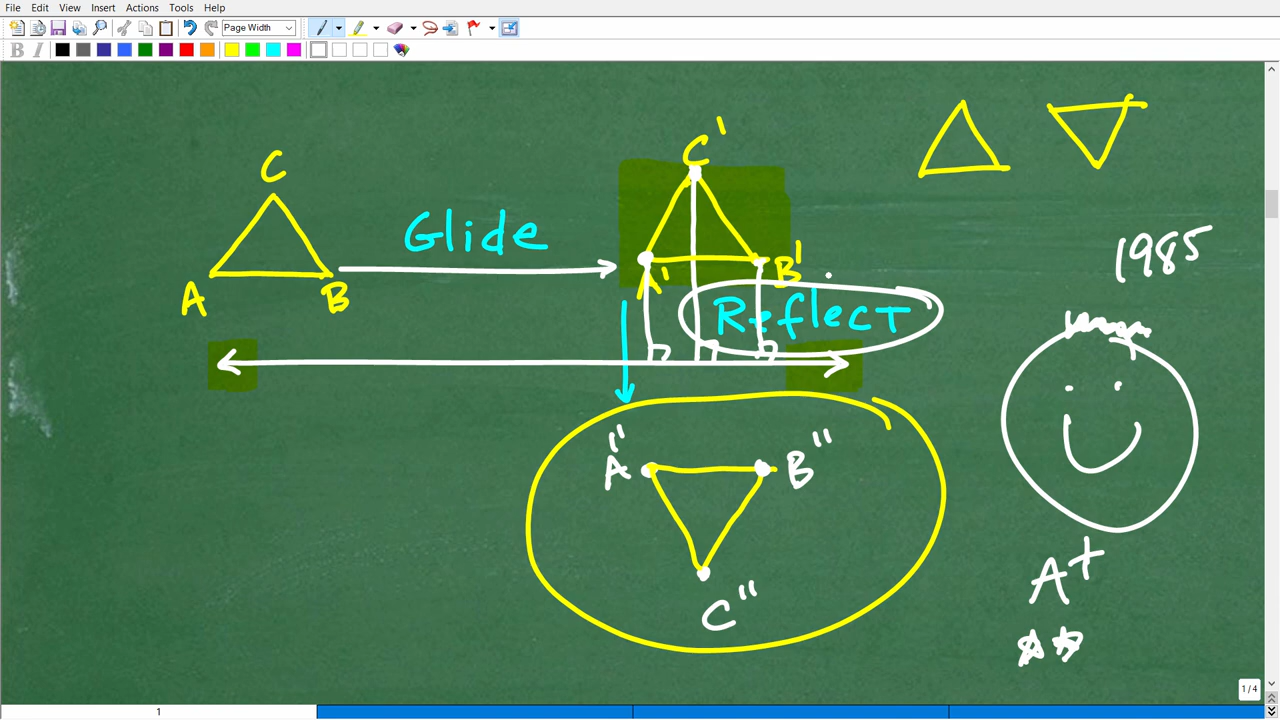 File Edit View Insert Actions Tools Help
Page Width
B I
C'
C
1985
Glide
A B A' B'
Reflect
A'' B''
C''
A+
1/4
1